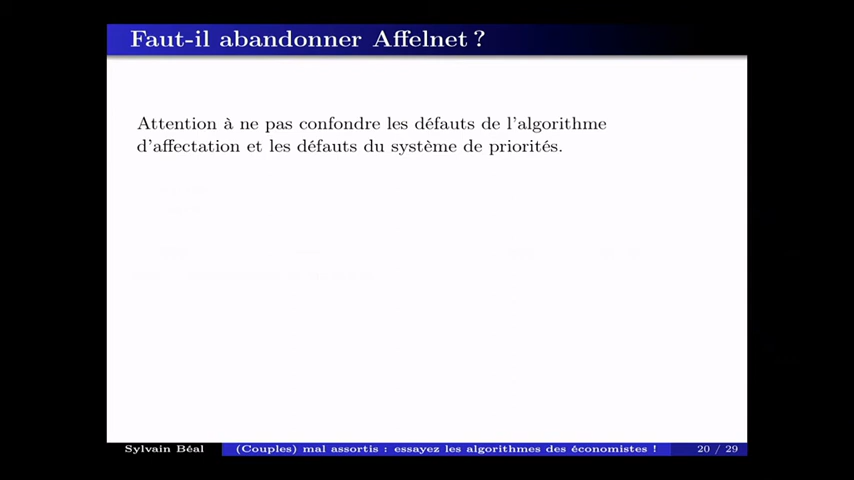 Faut-il abandonner Affelnet ?
Attention à ne pas confondre les défauts de l'algorithme
d'affectation et les défauts du système de priorités.
Sylvain Béal (Couples) mal assortis : essayez les algorithmes des économistes ! 20 / 29